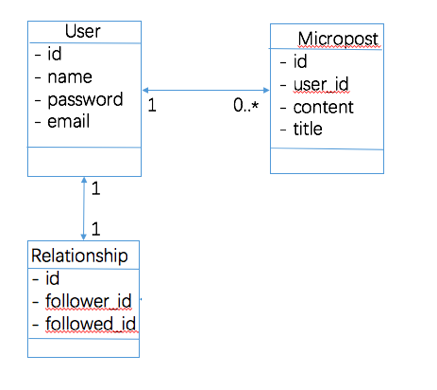 User
- id
- name
- password
- email
Micropost
- id
- user_id
- content
- title
1
0..*
1
1
Relationship
- id
- follower_id
- followed_id